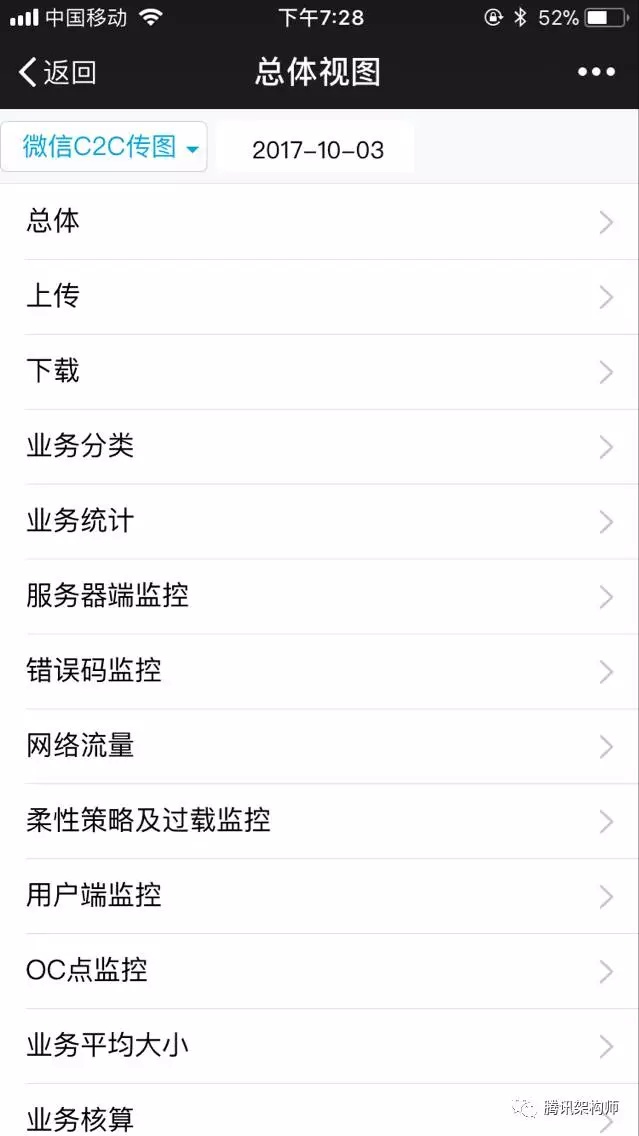 中国移动 下午7:28 52%
返回 总体视图
微信C2C传图 2017-10-03
总体
上传
下载
业务分类
业务统计
服务器端监控
错误码监控
网络流量
柔性策略及过载监控
用户端监控
OC点监控
业务平均大小
业务核算
腾讯架构师